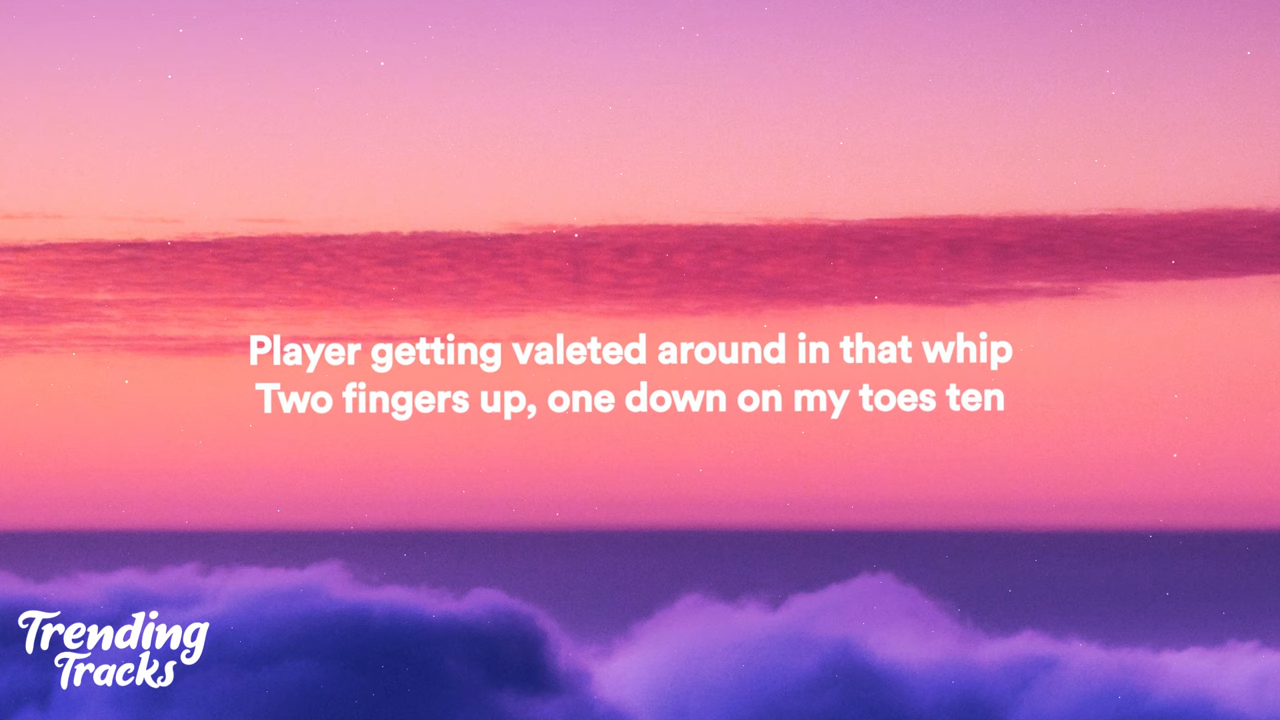 Player getting valeted around in that whip
Two fingers up, one down on my toes ten
Trending
Tracks